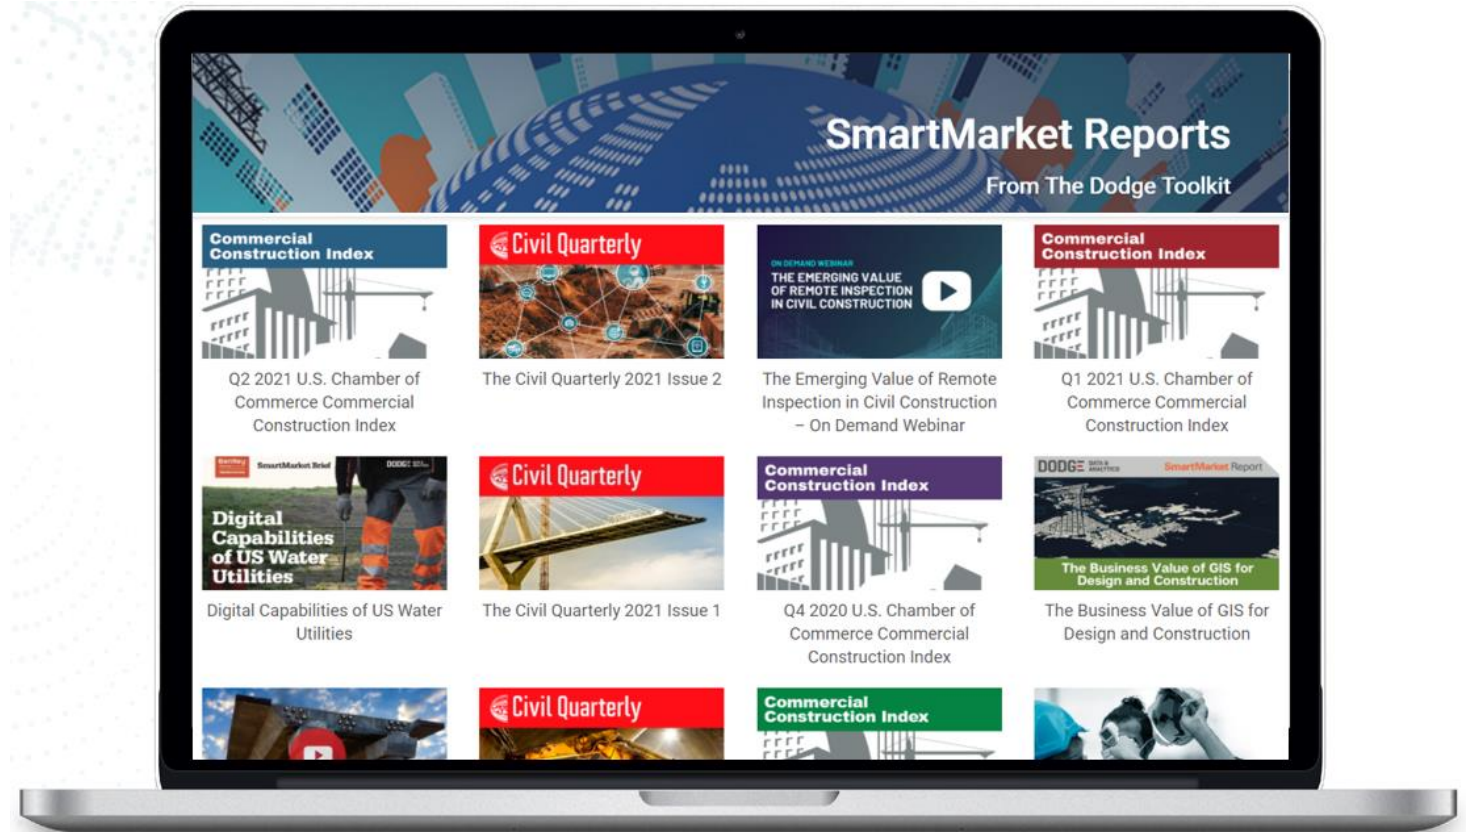 SmartMarket Reports
From The Dodge Toolkit
Commercial
Construction Index
Q2 2021 U.S. Chamber of
Commerce Commercial
Construction Index
Civil Quarterly
The Civil Quarterly 2021 Issue 2
ON DEMAND WEBINAR
THE EMERGING VALUE
OF REMOTE INSPECTION
IN CIVIL CONSTRUCTION
The Emerging Value of Remote
Inspection in Civil Construction
– On Demand Webinar
Commercial
Construction Index
Q1 2021 U.S. Chamber of
Commerce Commercial
Construction Index
Bentley
SmartMarket Brief
DODGE
Digital
Capabilities
of US Water
Utilities
Digital Capabilities of US Water
Utilities
Civil Quarterly
The Civil Quarterly 2021 Issue 1
Commercial
Construction Index
Q4 2020 U.S. Chamber of
Commerce Commercial
Construction Index
DODGE DATA &
ANALYTICS
SmartMarket Report
The Business Value of GIS for
Design and Construction
The Business Value of GIS for
Design and Construction
Civil Quarterly
Commercial
Construction Index